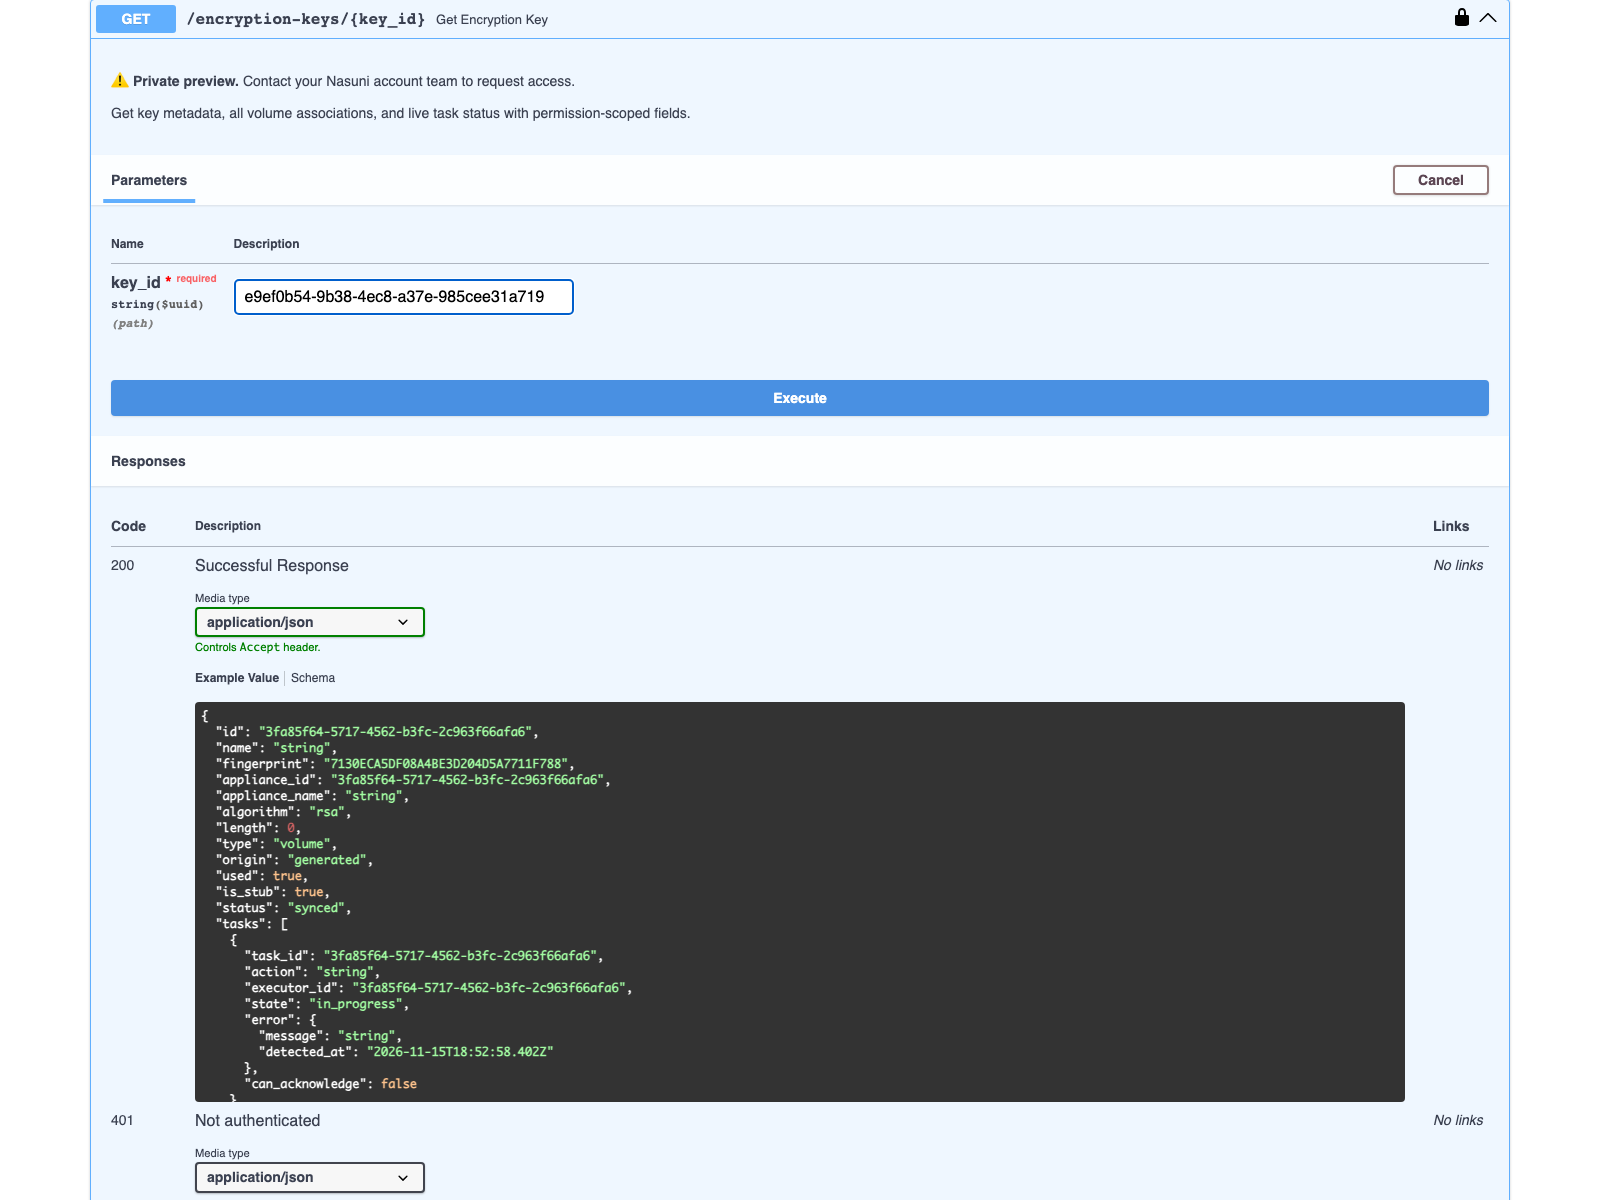 GET /encryption-keys/{key_id} Get Encryption Key
⚠ Private preview. Contact your Nasuni account team to request access.
Get key metadata, all volume associations, and live task status with permission-scoped fields.
Parameters Cancel
Name Description
key_id * required
string($uuid)
(path)
e9ef0b54-9b38-4ec8-a37e-985cee31a719
Execute
Responses
Code Description Links
200 Successful Response No links
Media type
application/json
Controls Accept header.
Example Value Schema
{
  "id": "3fa85f64-5717-4562-b3fc-2c963f66afa6",
  "name": "string",
  "fingerprint": "7130ECA5DF08A4BE3D204D5A7711F788",
  "appliance_id": "3fa85f64-5717-4562-b3fc-2c963f66afa6",
  "appliance_name": "string",
  "algorithm": "rsa",
  "length": 0,
  "type": "volume",
  "origin": "generated",
  "used": true,
  "is_stub": true,
  "status": "synced",
  "tasks": [
    {
      "task_id": "3fa85f64-5717-4562-b3fc-2c963f66afa6",
      "action": "string",
      "executor_id": "3fa85f64-5717-4562-b3fc-2c963f66afa6",
      "state": "in_progress",
      "error": {
        "message": "string",
        "detected_at": "2026-11-15T18:52:58.402Z"
      },
      "can_acknowledge": false
    }
401 Not authenticated No links
Media type
application/json